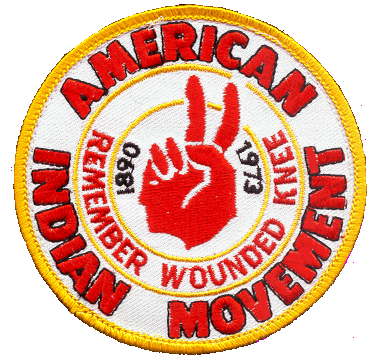 AMERICAN
INDIAN MOVEMENT
REMEMBER WOUNDED KNEE
1890
1973